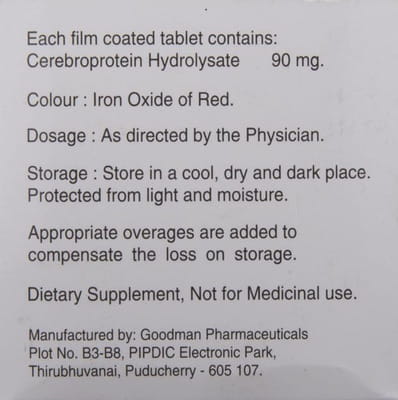 Each film coated tablet contains:
Cerebroprotein Hydrolysate 90 mg.
Colour : Iron Oxide of Red.
Dosage : As directed by the Physician.
Storage : Store in a cool, dry and dark place.
Protected from light and moisture.
Appropriate overages are added to
compensate the loss on storage.
Dietary Supplement, Not for Medicinal use.
Manufactured by: Goodman Pharmaceuticals
Plot No. B3-B8, PIPDIC Electronic Park,
Thirubhuvanai, Puducherry - 605 107.